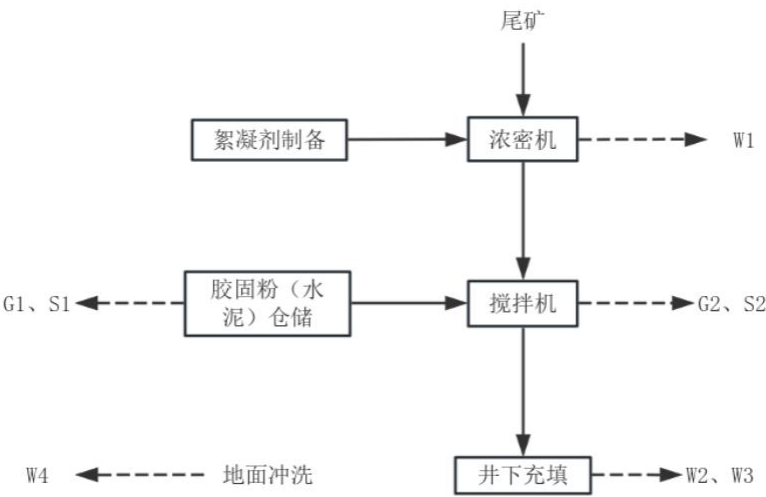 尾矿
絮凝剂制备
浓密机
W1
G1、S1
胶固粉（水
泥）仓储
搅拌机
G2、S2
W4
地面冲洗
井下充填
W2、W3